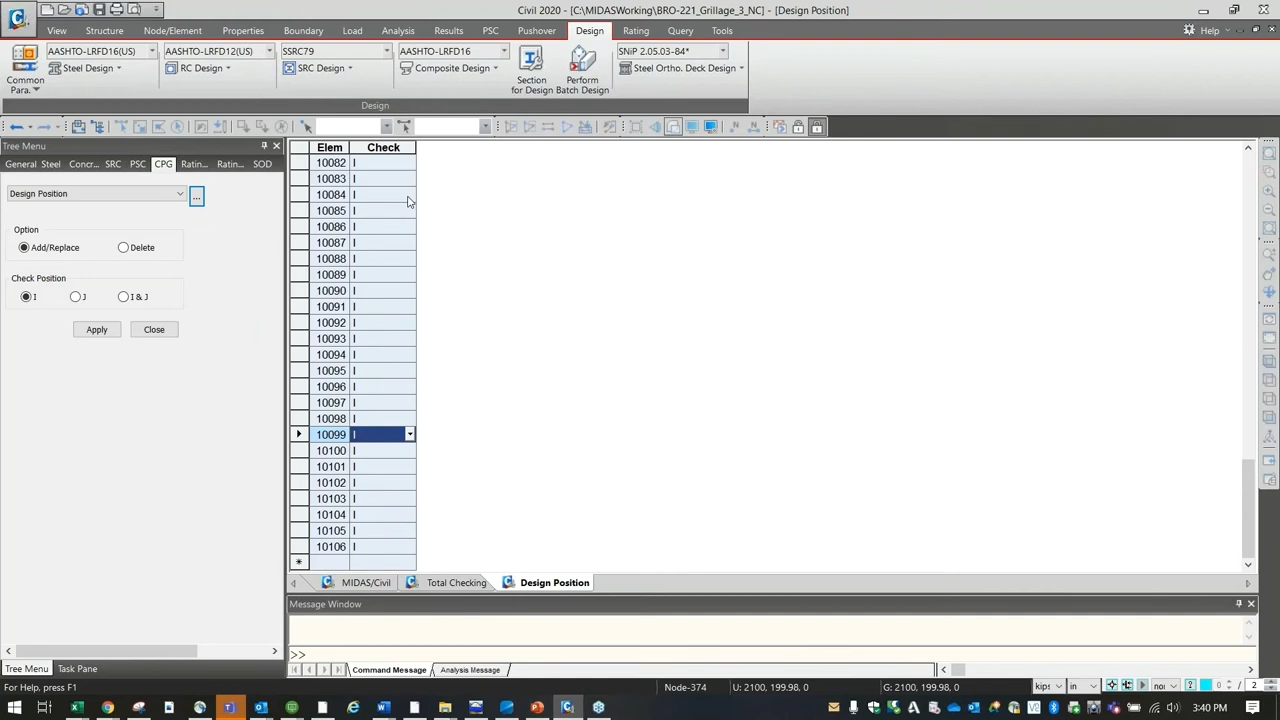 Civil 2020 - [C:\MIDASWorking\BRO-221_Grillage_3_NC] - [Design Position]
View Structure Node/Element Properties Boundary Load Analysis Results PSC Pushover Design Rating Query Tools Help
AASHTO-LRFD16(US) AASHTO-LRFD12(US) SSRC79 AASHTO-LRFD16 SNiP 2.05.03-84*
Steel Design RC Design SRC Design Composite Design Steel Ortho. Deck Design
Common Para.
Section for Design
Perform Batch Design
Design
Tree Menu
General Steel Concr... SRC PSC CPG Ratin... Ratin... SOD
Design Position
...
Option
Add/Replace Delete
Check Position
I J I & J
Apply Close
Elem Check
10082 I
10083 I
10084 I
10085 I
10086 I
10087 I
10088 I
10089 I
10090 I
10091 I
10092 I
10093 I
10094 I
10095 I
10096 I
10097 I
10098 I
10099 I
10100 I
10101 I
10102 I
10103 I
10104 I
10105 I
10106 I
*
MIDAS/Civil Total Checking Design Position
Message Window
>>
Command Message Analysis Message
Tree Menu Task Pane
For Help, press F1
Node-374 U: 2100, 199.98, 0 G: 2100, 199.98, 0 kips in non / 2
3:40 PM